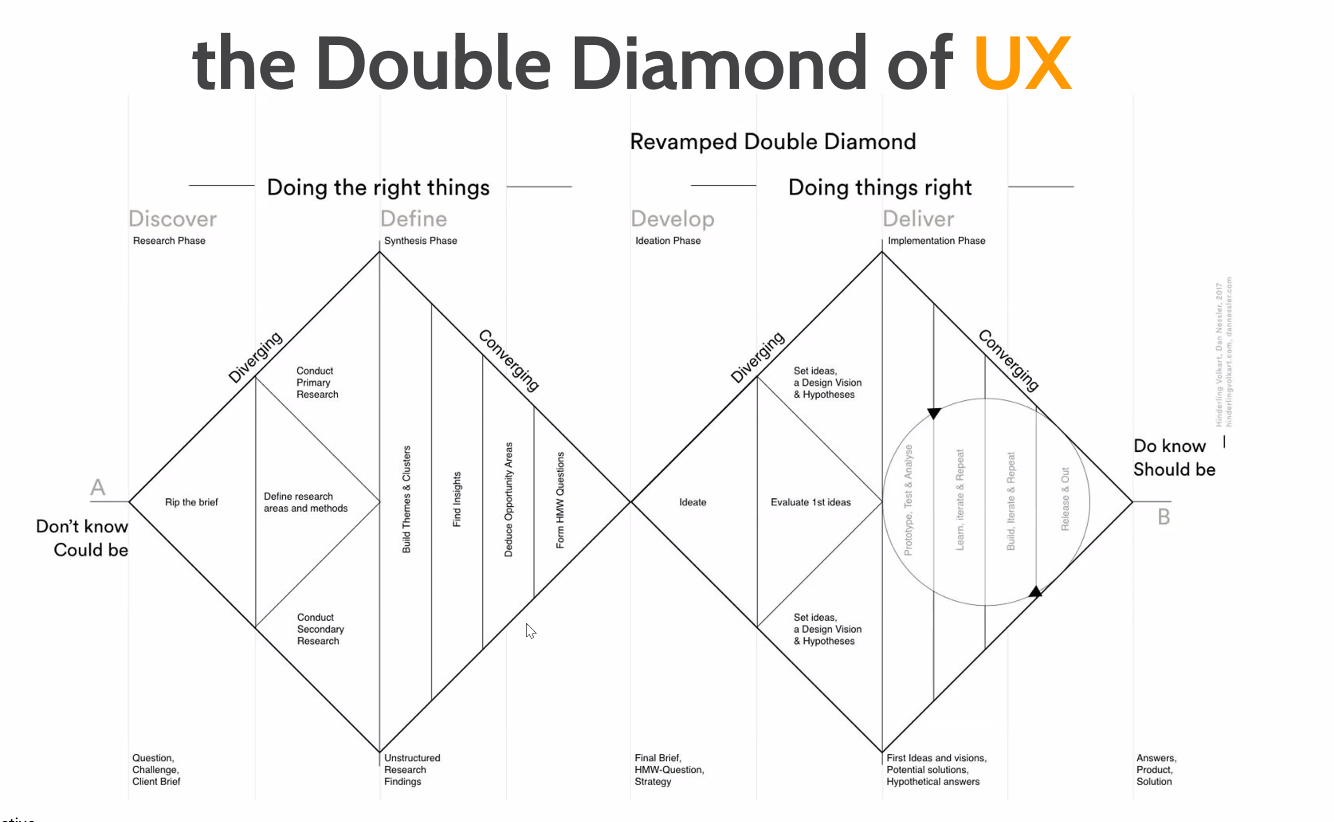 the Double Diamond of UX
Revamped Double Diamond
Doing the right things
Doing things right
Discover
Research Phase
Define
Synthesis Phase
Develop
Ideation Phase
Deliver
Implementation Phase
Diverging
Converging
Diverging
Converging
A
Don't know
Could be
Rip the brief
Conduct
Primary
Research
Define research
areas and methods
Conduct
Secondary
Research
Build Themes & Clusters
Find Insights
Deduce Opportunity Areas
Form HMW Questions
Ideate
Set ideas,
a Design Vision
& Hypotheses
Evaluate 1st ideas
Set ideas,
a Design Vision
& Hypotheses
Prototype, Test & Analyse
Learn, iterate & Repeat
Build, Iterate & Repeat
Release & Out
Do know
Should be
B
Hinderling Volkart, Dan Nessler, 2017
hinderlingvolkart.com, dannessler.com
Question,
Challenge,
Client Brief
Unstructured
Research
Findings
Final Brief,
HMW-Question,
Strategy
First Ideas and visions,
Potential solutions,
Hypothetical answers
Answers,
Product,
Solution